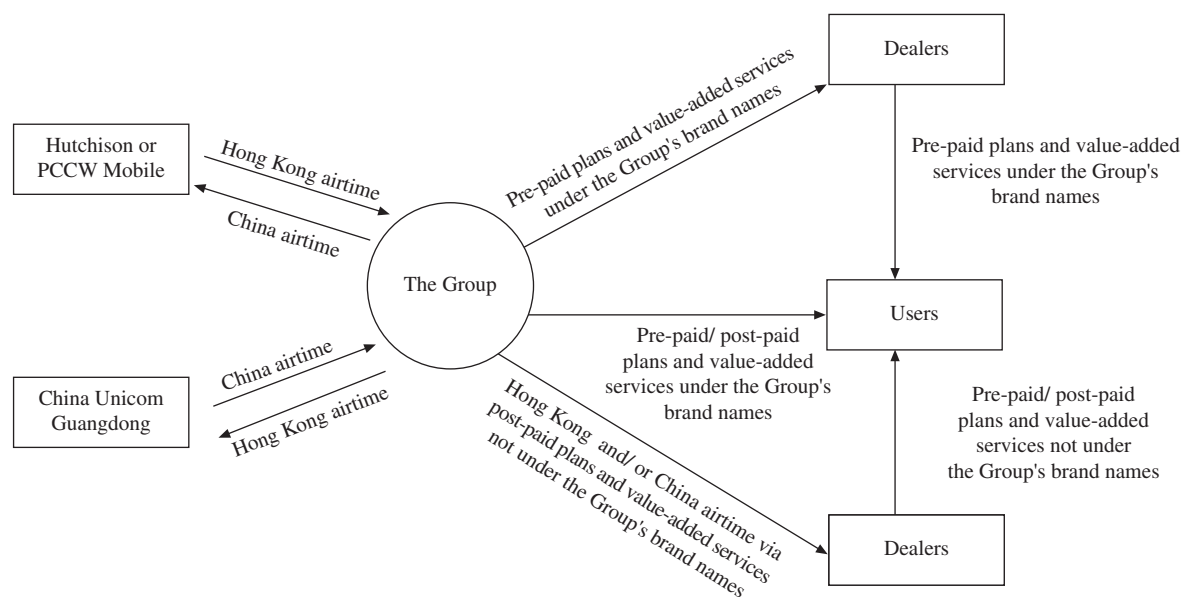 Dealers
Pre-paid plans and value-added services
under the Group's brand names
Pre-paid plans and value-added
services under the Group's
brand names
Hutchison or
PCCW Mobile
Hong Kong airtime
China airtime
The Group
Users
Pre-paid/ post-paid
plans and value-added
services under the Group's
brand names
China airtime
Hong Kong airtime
China Unicom
Guangdong
Hong Kong and/ or China airtime via
post-paid plans and value-added services
not under the Group's brand names
Pre-paid/ post-paid
plans and value-added
services not under
the Group's brand names
Dealers